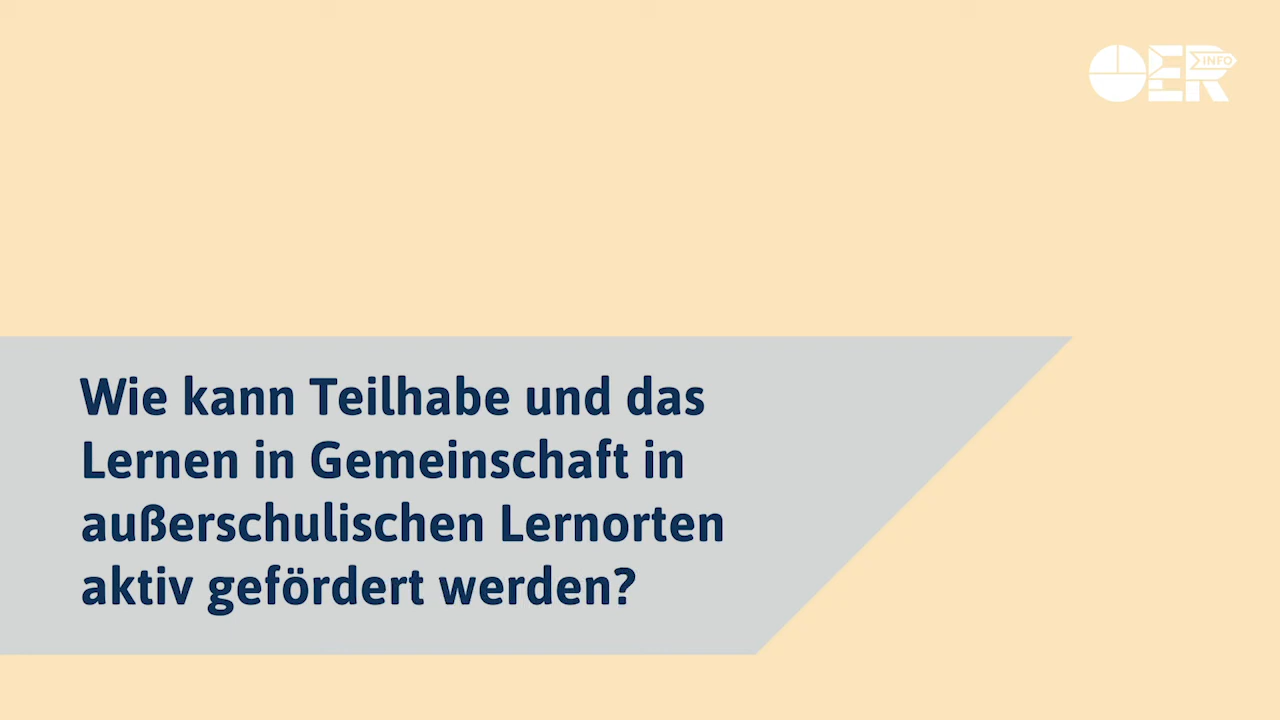 OER INFO
Wie kann Teilhabe und das
Lernen in Gemeinschaft in
außerschulischen Lernorten
aktiv gefördert werden?